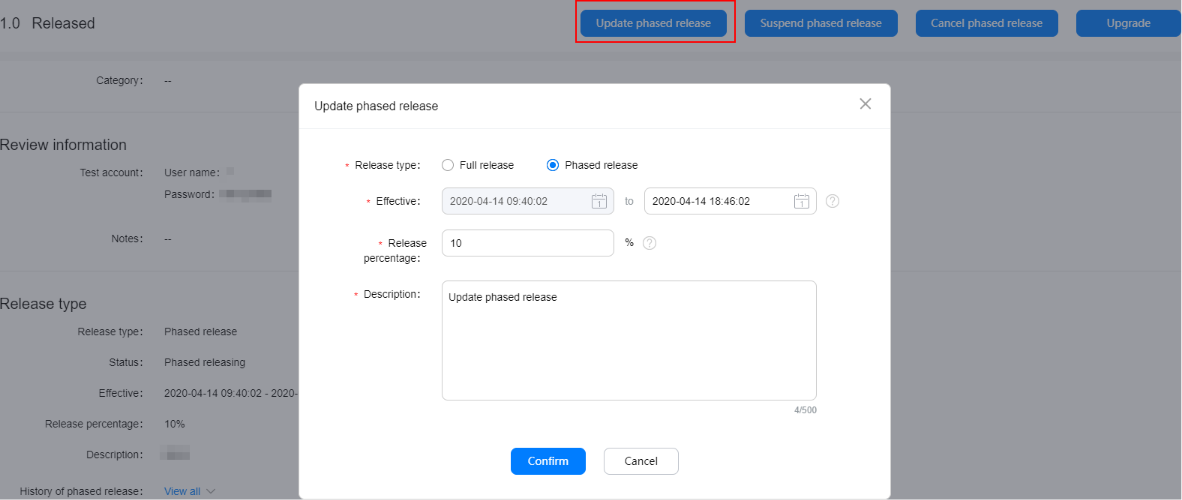 1.0 Released
Update phased release
Suspend phased release
Cancel phased release
Upgrade
Category: --
Review information
Test account: User name:
Password:
Notes: --
Release type
Release type: Phased release
Status: Phased releasing
Effective: 2020-04-14 09:40:02 - 2020-
Release percentage: 10%
Description:
History of phased release: View all
Update phased release
* Release type: Full release Phased release
* Effective: 2020-04-14 09:40:02 to 2020-04-14 18:46:02 ?
* Release
percentage: 10 % ?
* Description: Update phased release
4/500
Confirm Cancel